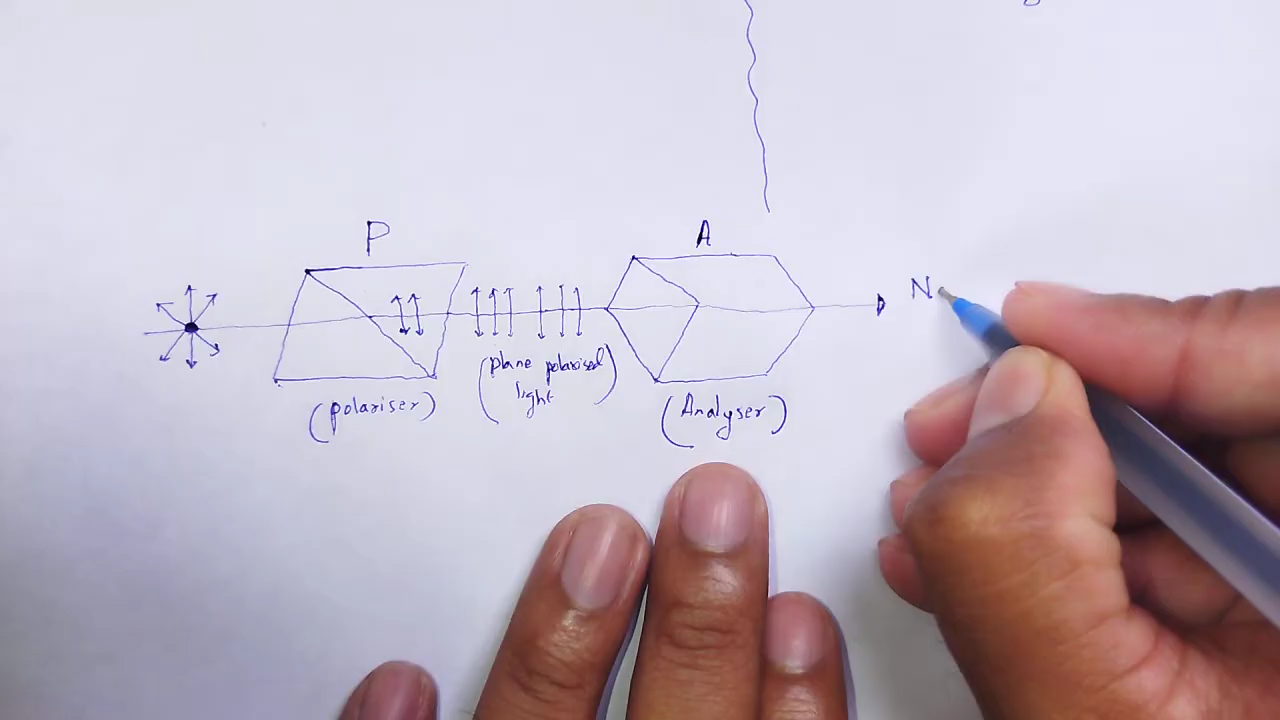 P
A
N
(polariser)
(plane polarised
light)
(Analyser)